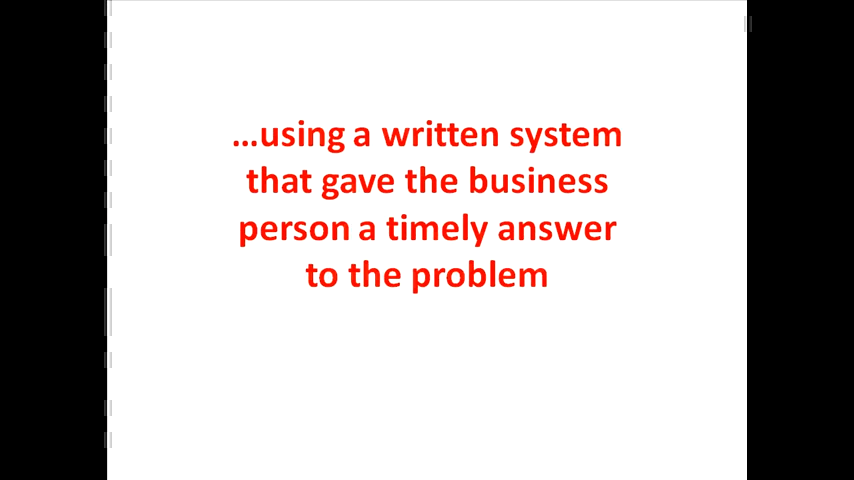 ...using a written system
that gave the business
person a timely answer
to the problem